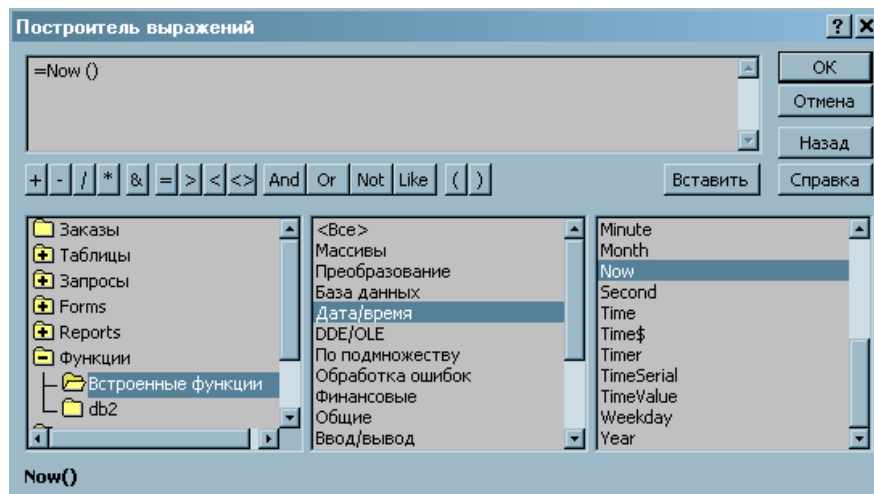 Построитель выражений
=Now ()
OK
Отмена
Назад
+ - / * & = > < <> And Or Not Like ( ) Вставить Справка
Заказы
Таблицы
Запросы
Forms
Reports
Функции
Встроенные функции
db2
<Все>
Массивы
Преобразование
База данных
Дата/время
DDE/OLE
По подмножеству
Обработка ошибок
Финансовые
Общие
Ввод/вывод
Minute
Month
Now
Second
Time
Time$
Timer
TimeSerial
TimeValue
Weekday
Year
Now()